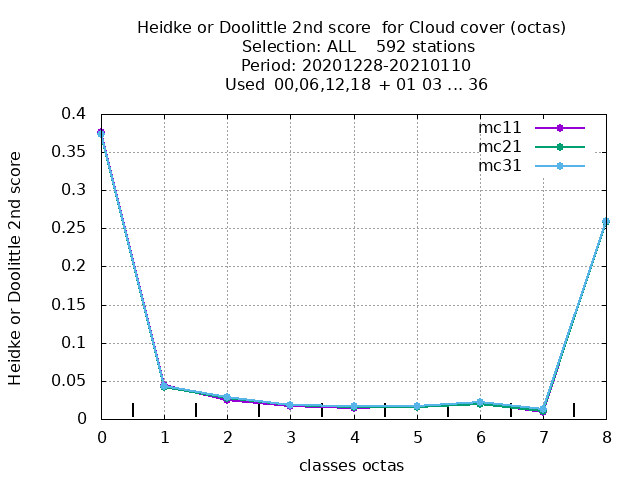 Heidke or Doolittle 2nd score  for Cloud cover (octas)
Selection: ALL    592 stations
Period: 20201228-20210110
Used  00,06,12,18  + 01 03 ... 36
mc11
mc21
mc31
Heidke or Doolittle 2nd score
0.4
0.35
0.3
0.25
0.2
0.15
0.1
0.05
0
0 1 2 3 4 5 6 7 8
classes octas